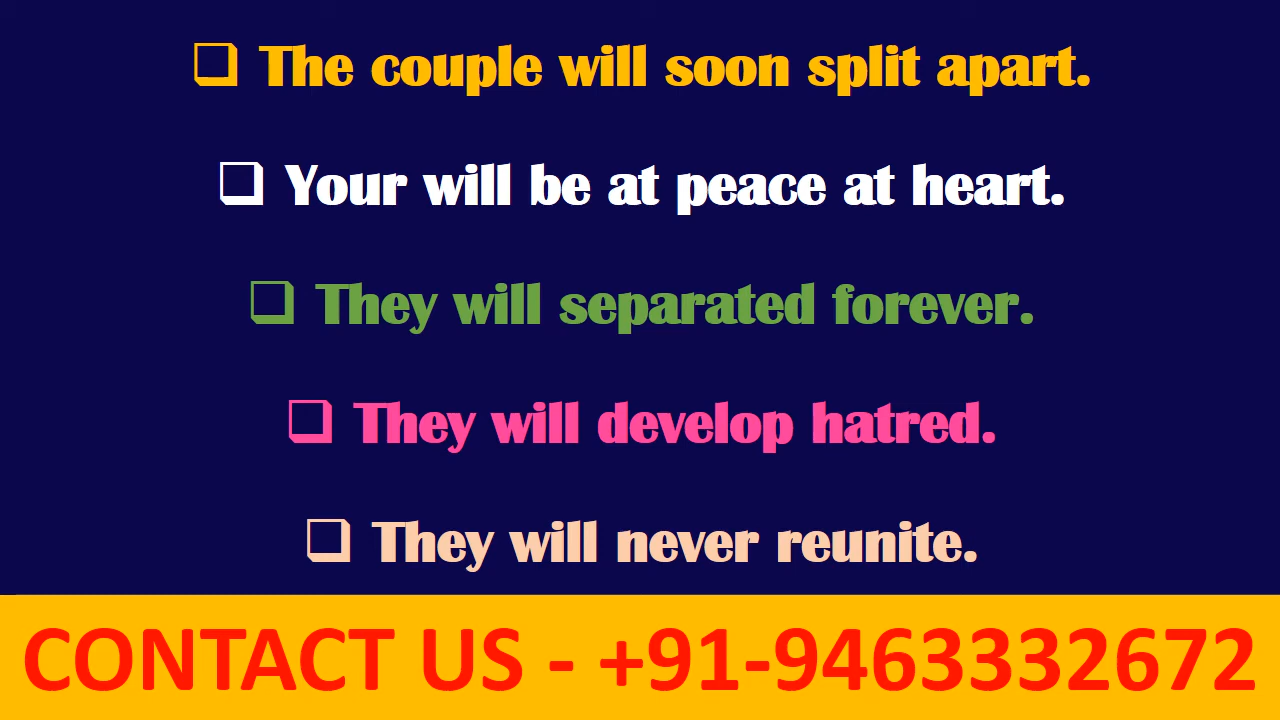 ❑ The couple will soon split apart.
❑ Your will be at peace at heart.
❑ They will separated forever.
❑ They will develop hatred.
❑ They will never reunite.
CONTACT US - +91-9463332672